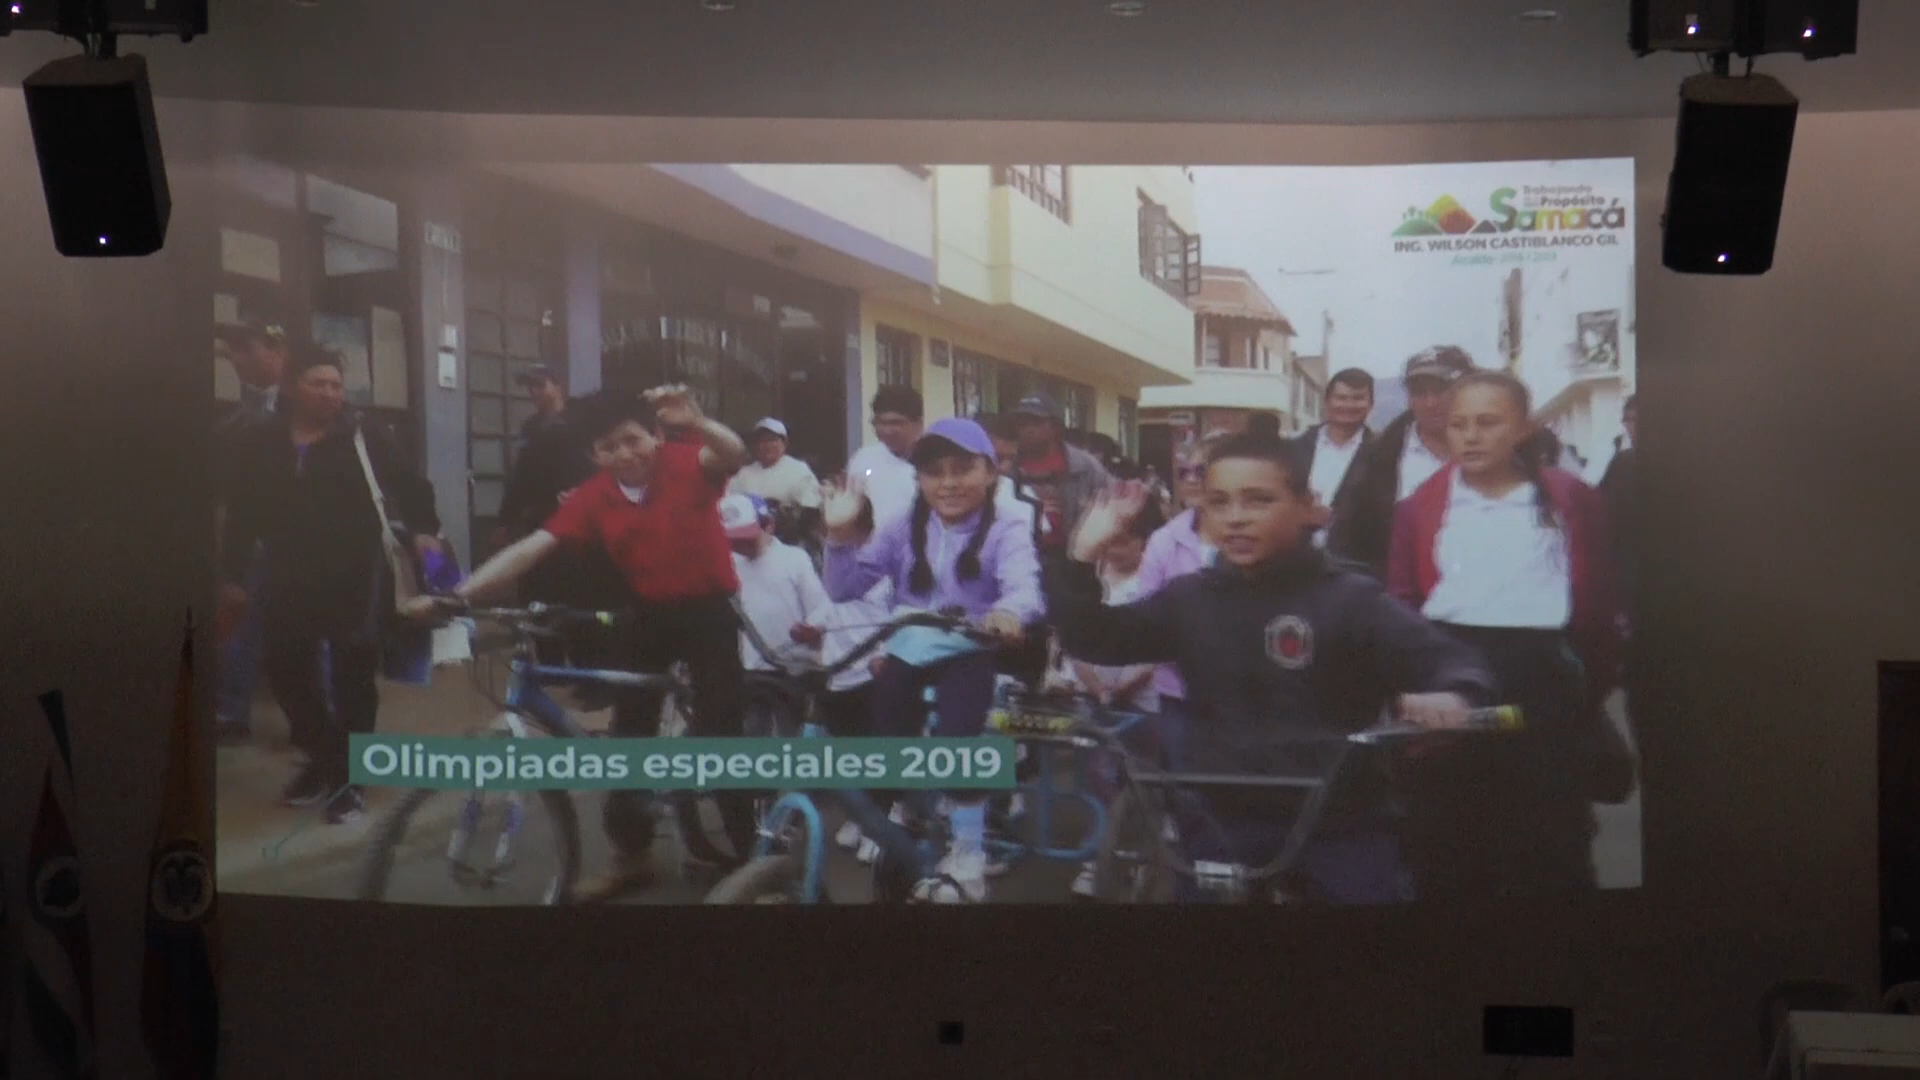 Trabajando
Propósito
Samacá
ING. WILSON CASTIBLANCO GIL
Olimpiadas especiales 2019